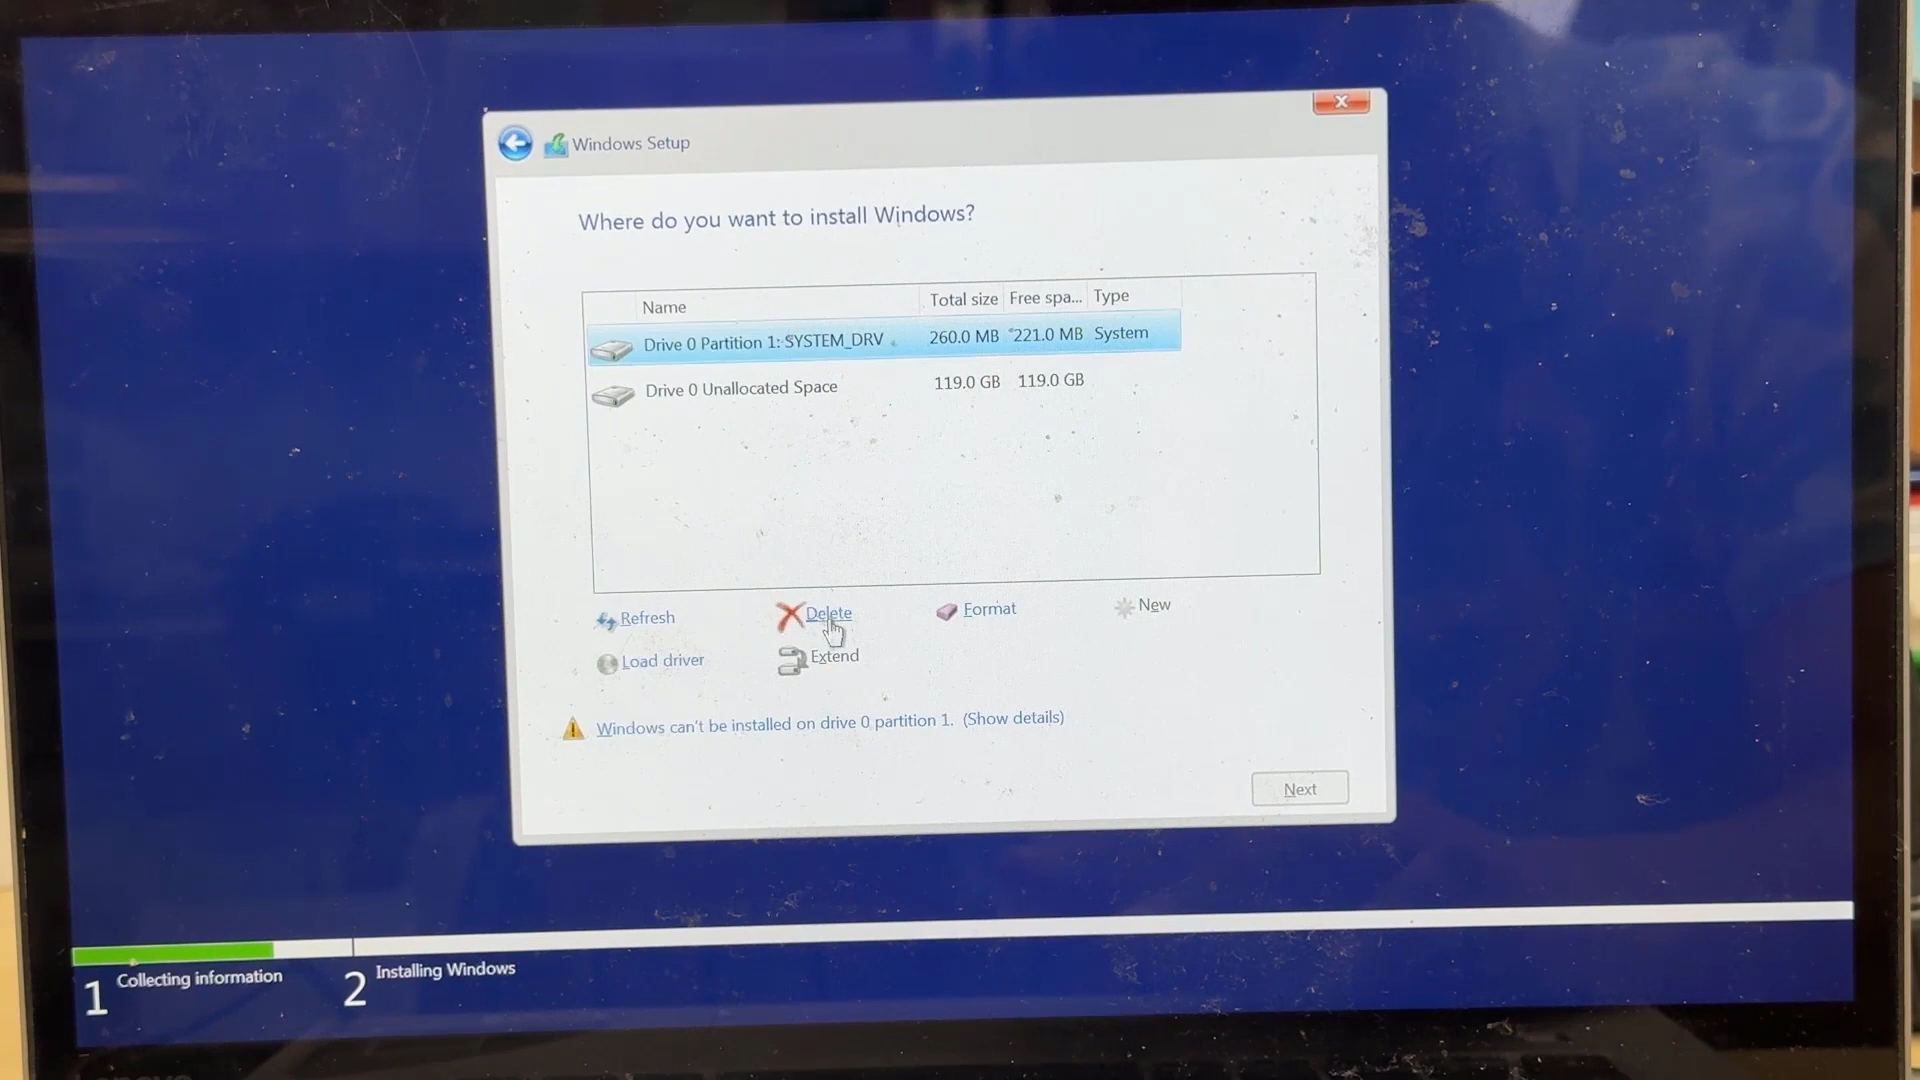 Windows Setup
Where do you want to install Windows?
Name Total size Free spa... Type
Drive 0 Partition 1: SYSTEM_DRV 260.0 MB 221.0 MB System
Drive 0 Unallocated Space 119.0 GB 119.0 GB
Refresh Delete Format New
Load driver Extend
Windows can't be installed on drive 0 partition 1. (Show details)
Next
1 Collecting information 2 Installing Windows